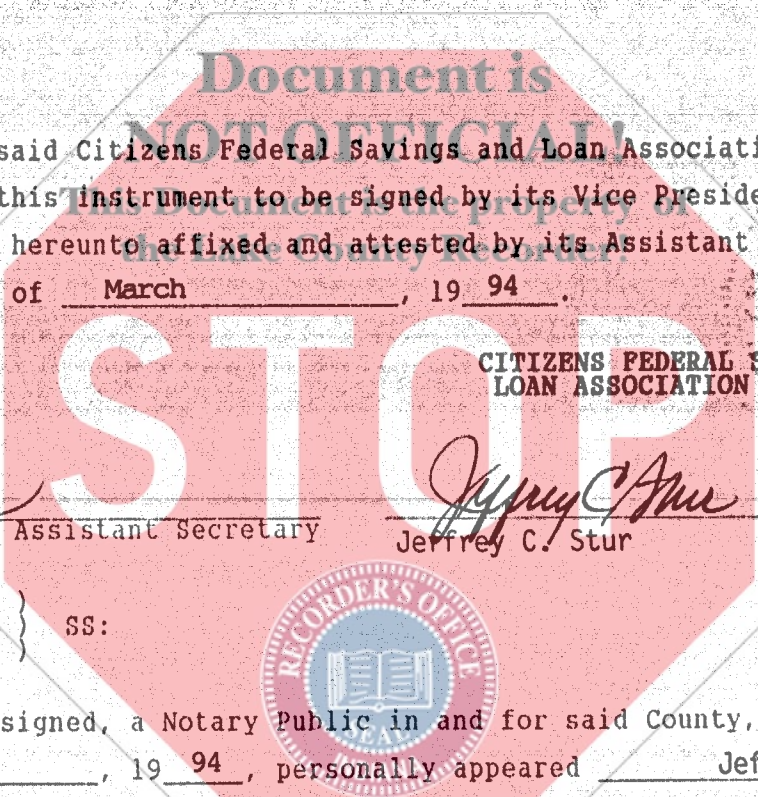 Document is
NOT OFFICIAL!
said Citizens Federal Savings and Loan Associati
This Document is the property of
this instrument to be signed by its Vice Preside
the Lake County Recorder!
hereunto affixed and attested by its Assistant
of March, 19 94.
STOP
CITIZENS FEDERAL S
LOAN ASSOCIATION
Jeffrey C Stur
Assistant Secretary
Jeffrey C. Stur
RECORDER'S OFFICE
SS:
SEAL
signed, a Notary Public in and for said County,
, 19 94, personally appeared Jef